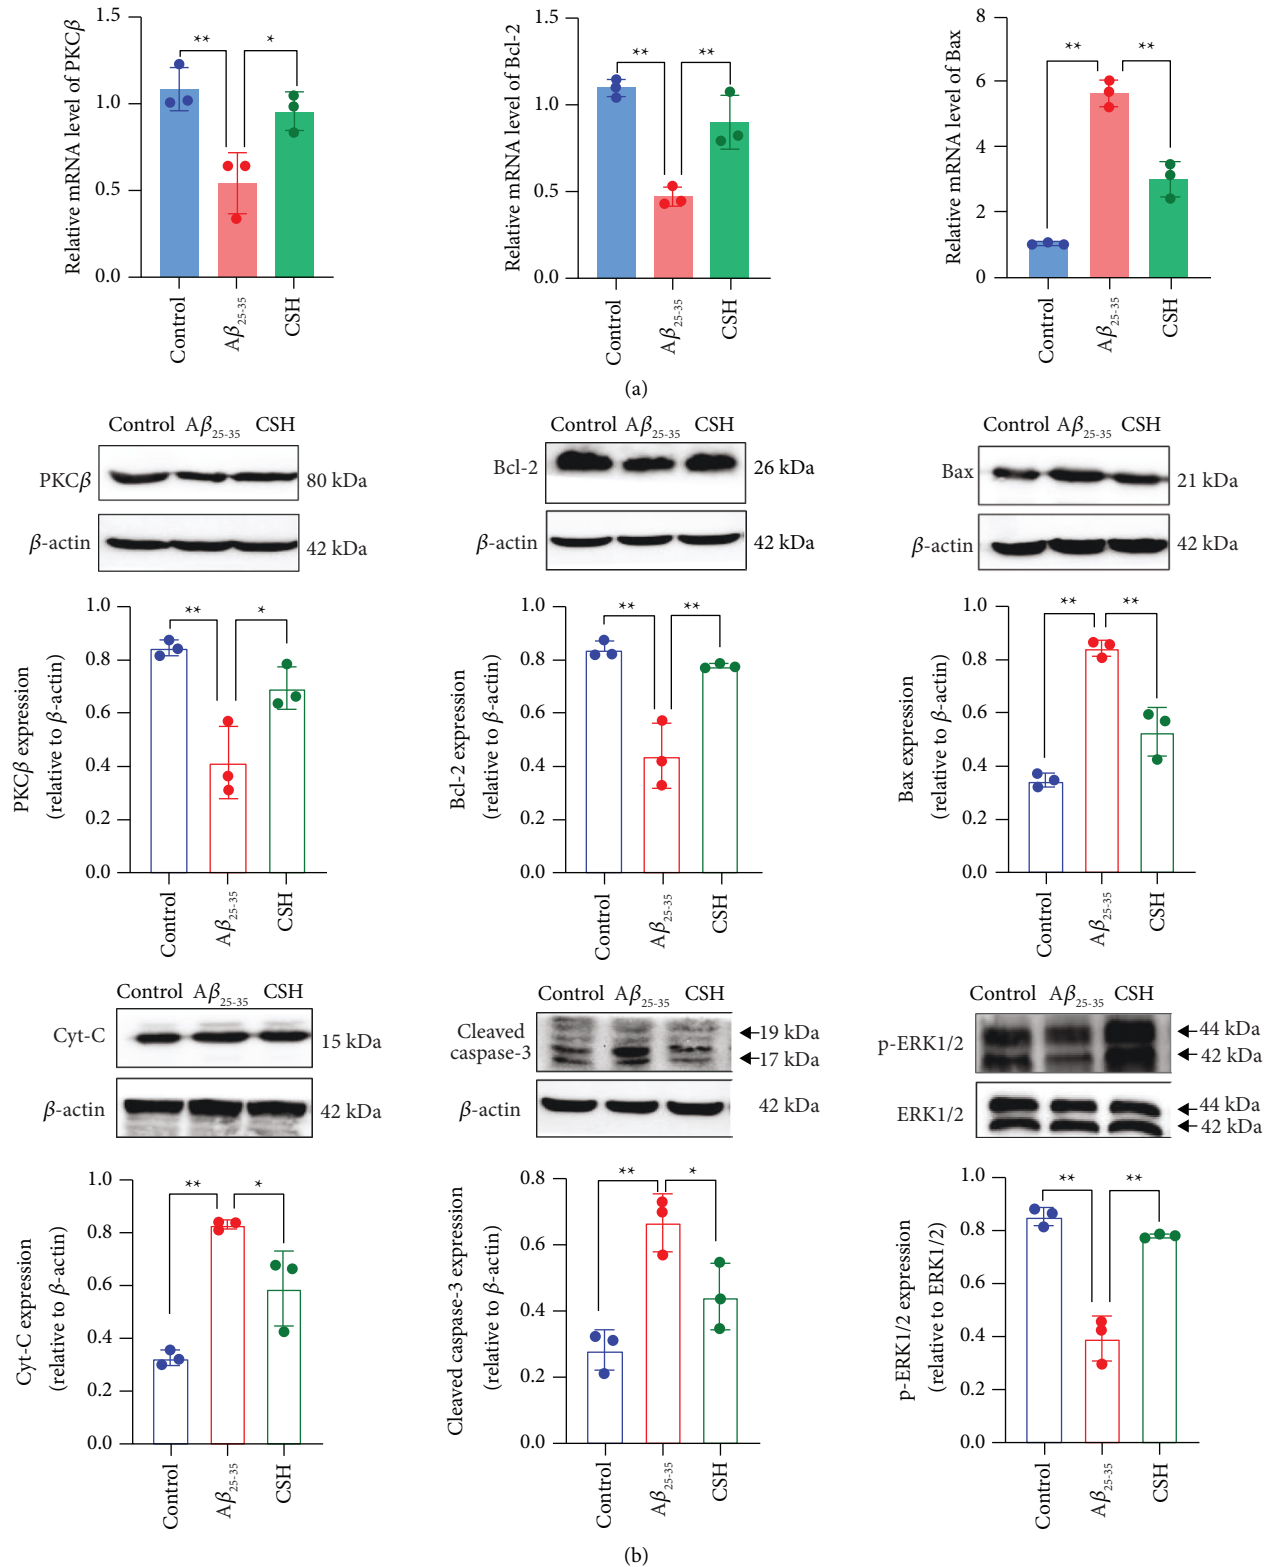 Relative mRNA level of PKCβ
1.5
1.0
0.5
0.0
**
*
Control
Aβ25-35
CSH
Relative mRNA level of Bcl-2
1.5
1.0
0.5
0.0
**
**
Control
Aβ25-35
CSH
Relative mRNA level of Bax
8
6
4
2
0
**
**
Control
Aβ25-35
CSH
(a)
Control Aβ25-35 CSH
PKCβ
80 kDa
β-actin
42 kDa
Control Aβ25-35 CSH
Bcl-2
26 kDa
β-actin
42 kDa
Control Aβ25-35 CSH
Bax
21 kDa
β-actin
42 kDa
PKCβ expression
(relative to β-actin)
1.0
0.8
0.6
0.4
0.2
0.0
**
*
Control
Aβ25-35
CSH
Bcl-2 expression
(relative to β-actin)
1.0
0.8
0.6
0.4
0.2
0.0
**
**
Control
Aβ25-35
CSH
Bax expression
(relative to β-actin)
1.0
0.8
0.6
0.4
0.2
0.0
**
**
Control
Aβ25-35
CSH
Control Aβ25-35 CSH
Cyt-C
15 kDa
β-actin
42 kDa
Control Aβ25-35 CSH
Cleaved
caspase-3
19 kDa
17 kDa
β-actin
42 kDa
Control Aβ25-35 CSH
p-ERK1/2
44 kDa
42 kDa
ERK1/2
44 kDa
42 kDa
Cyt-C expression
(relative to β-actin)
1.0
0.8
0.6
0.4
0.2
0.0
**
*
Control
Aβ25-35
CSH
Cleaved caspase-3 expression
(relative to β-actin)
0.8
0.6
0.4
0.2
0.0
**
*
Control
Aβ25-35
CSH
p-ERK1/2 expression
(relative to ERK1/2)
1.0
0.8
0.6
0.4
0.2
0.0
**
**
Control
Aβ25-35
CSH
(b)